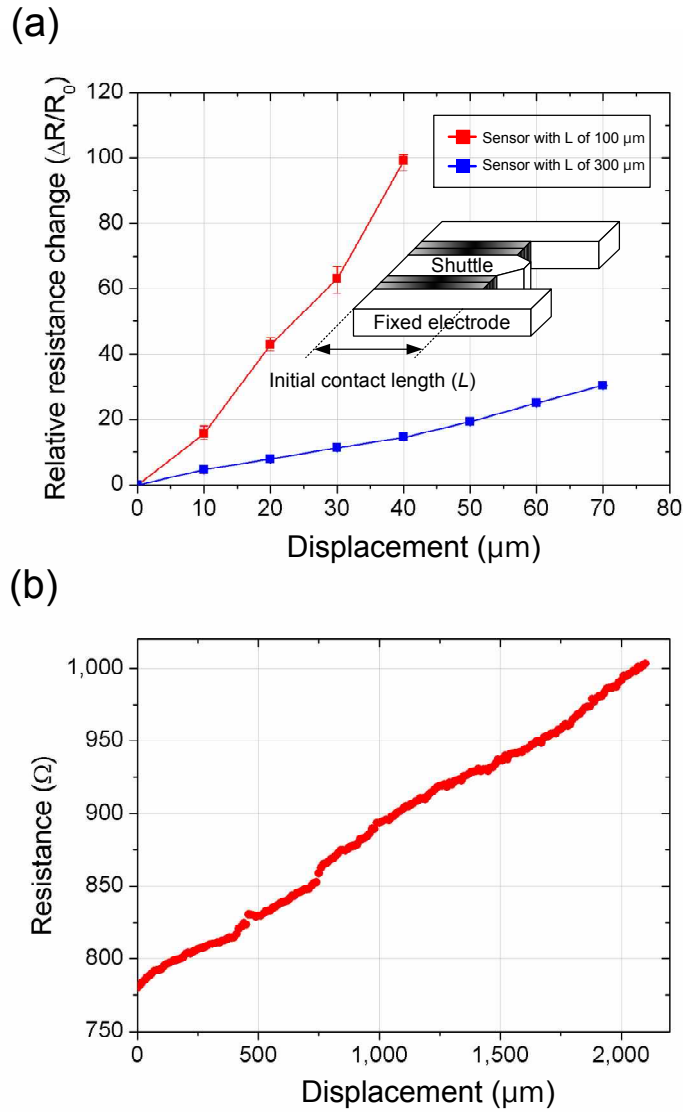 (a)
Relative resistance change (ΔR/R0)
120
100
80
60
40
20
0
Sensor with L of 100 µm
Sensor with L of 300 µm
Shuttle
Fixed electrode
Initial contact length (L)
0 10 20 30 40 50 60 70 80
Displacement (µm)
(b)
Resistance (Ω)
1,000
950
900
850
800
750
0 500 1,000 1,500 2,000
Displacement (µm)